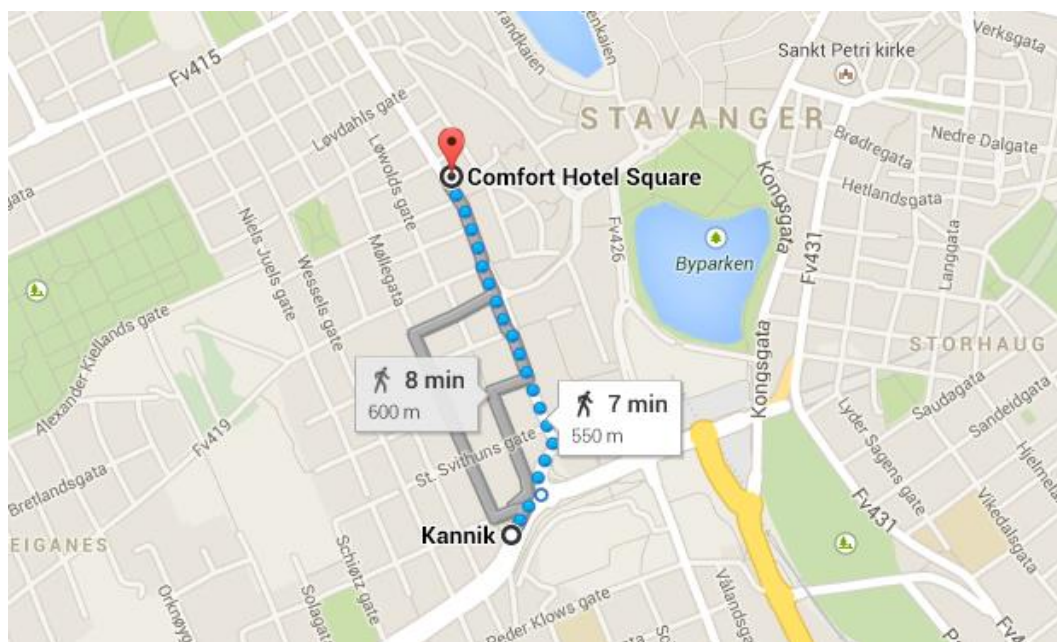 Fv415
Løvdahls gate
Løwolds gate
Sankt Petri kirke
Verksgata
STAVANGER
Brødregata
Nedre Dalgate
Hetlandsgata
Comfort Hotel Square
Kongsgata
Fv431
Langgata
Fv426
Byparken
gata
Niels Juels gate
Wessels gate
Møllegata
Alexander Kiellands gate
Fv419
STORHAUG
Kongsgata
8 min
600 m
7 min
550 m
St. Svithuns gate
Saudagata
Sandeidgata
Lyder Sagens gate
Fv431
Vikedalsgata
Bretlandsgata
EIGANES
Kannik
Schiøtz gate
Peder Klows gate